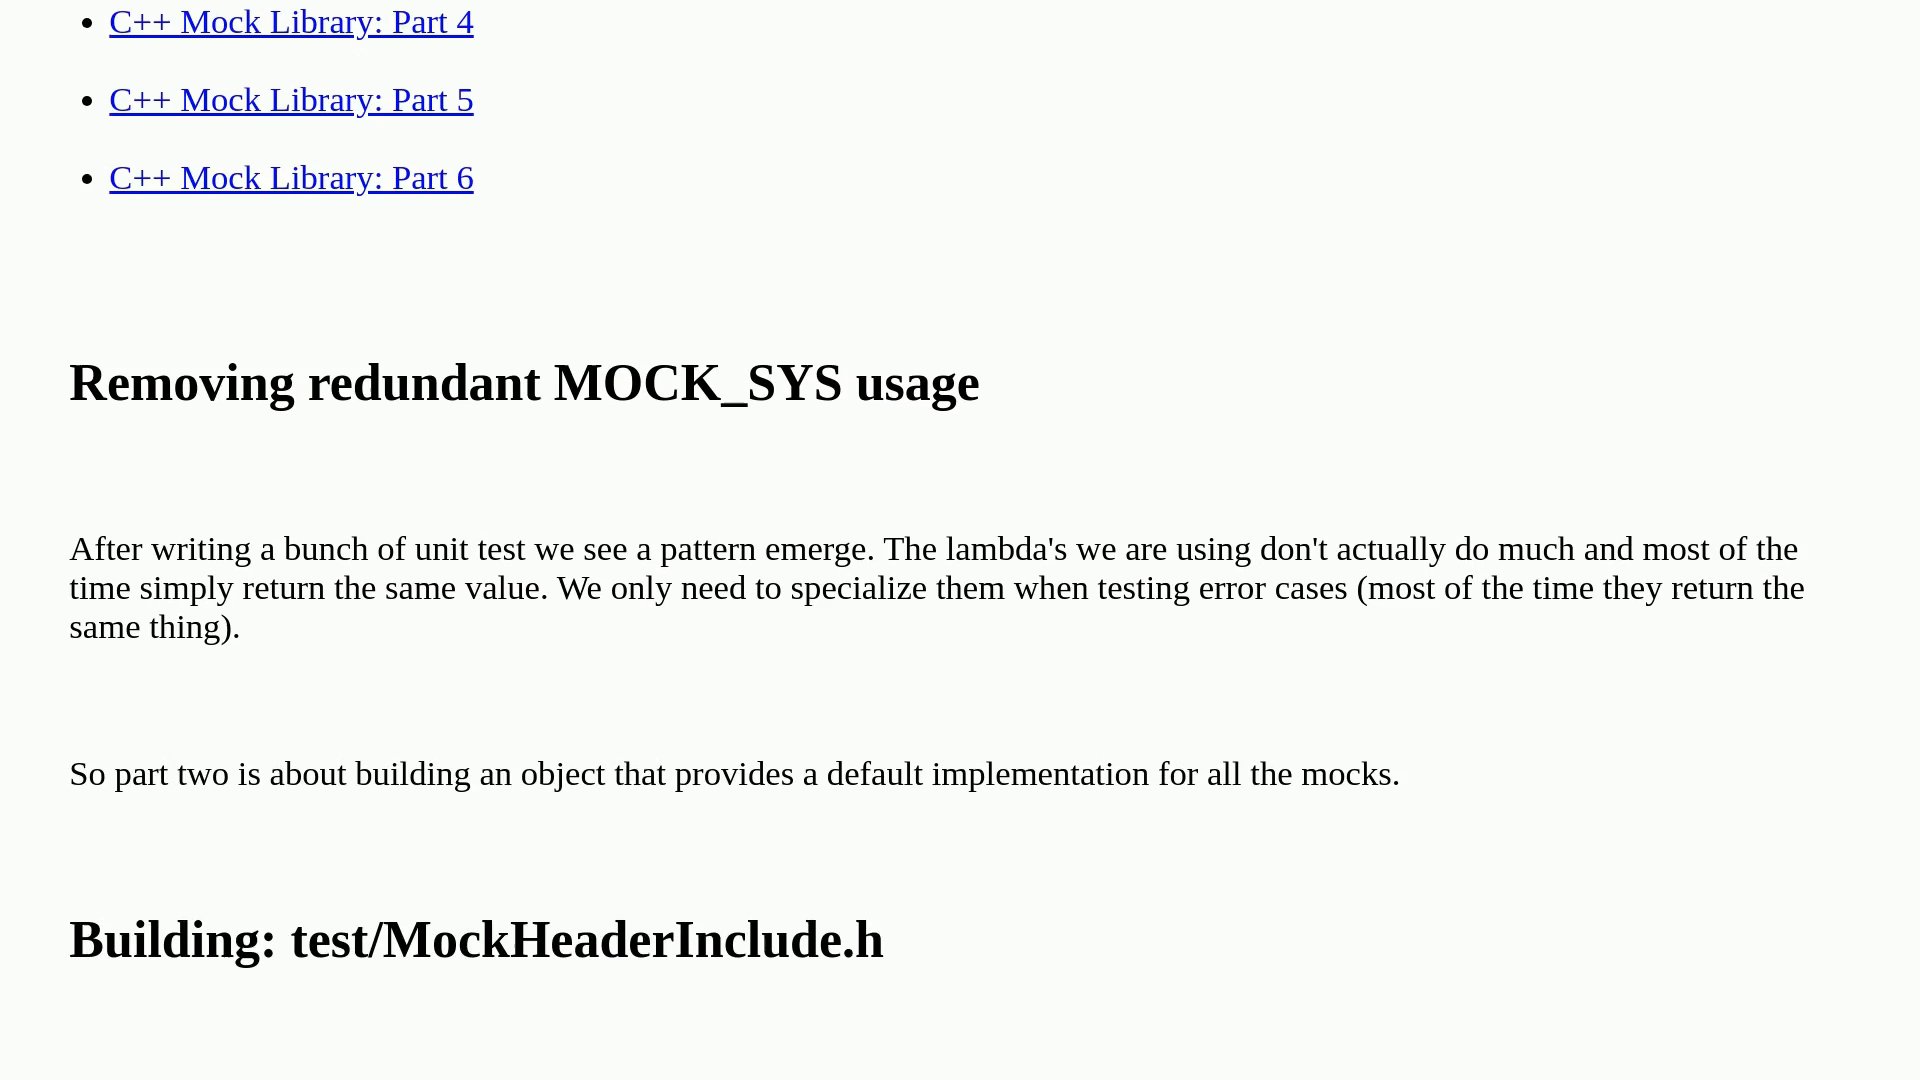 C++ Mock Library: Part 4
C++ Mock Library: Part 5
C++ Mock Library: Part 6
Removing redundant MOCK_SYS usage
After writing a bunch of unit test we see a pattern emerge. The lambda's we are using don't actually do much and most of the
time simply return the same value. We only need to specialize them when testing error cases (most of the time they return the
same thing).
So part two is about building an object that provides a default implementation for all the mocks.
Building: test/MockHeaderInclude.h